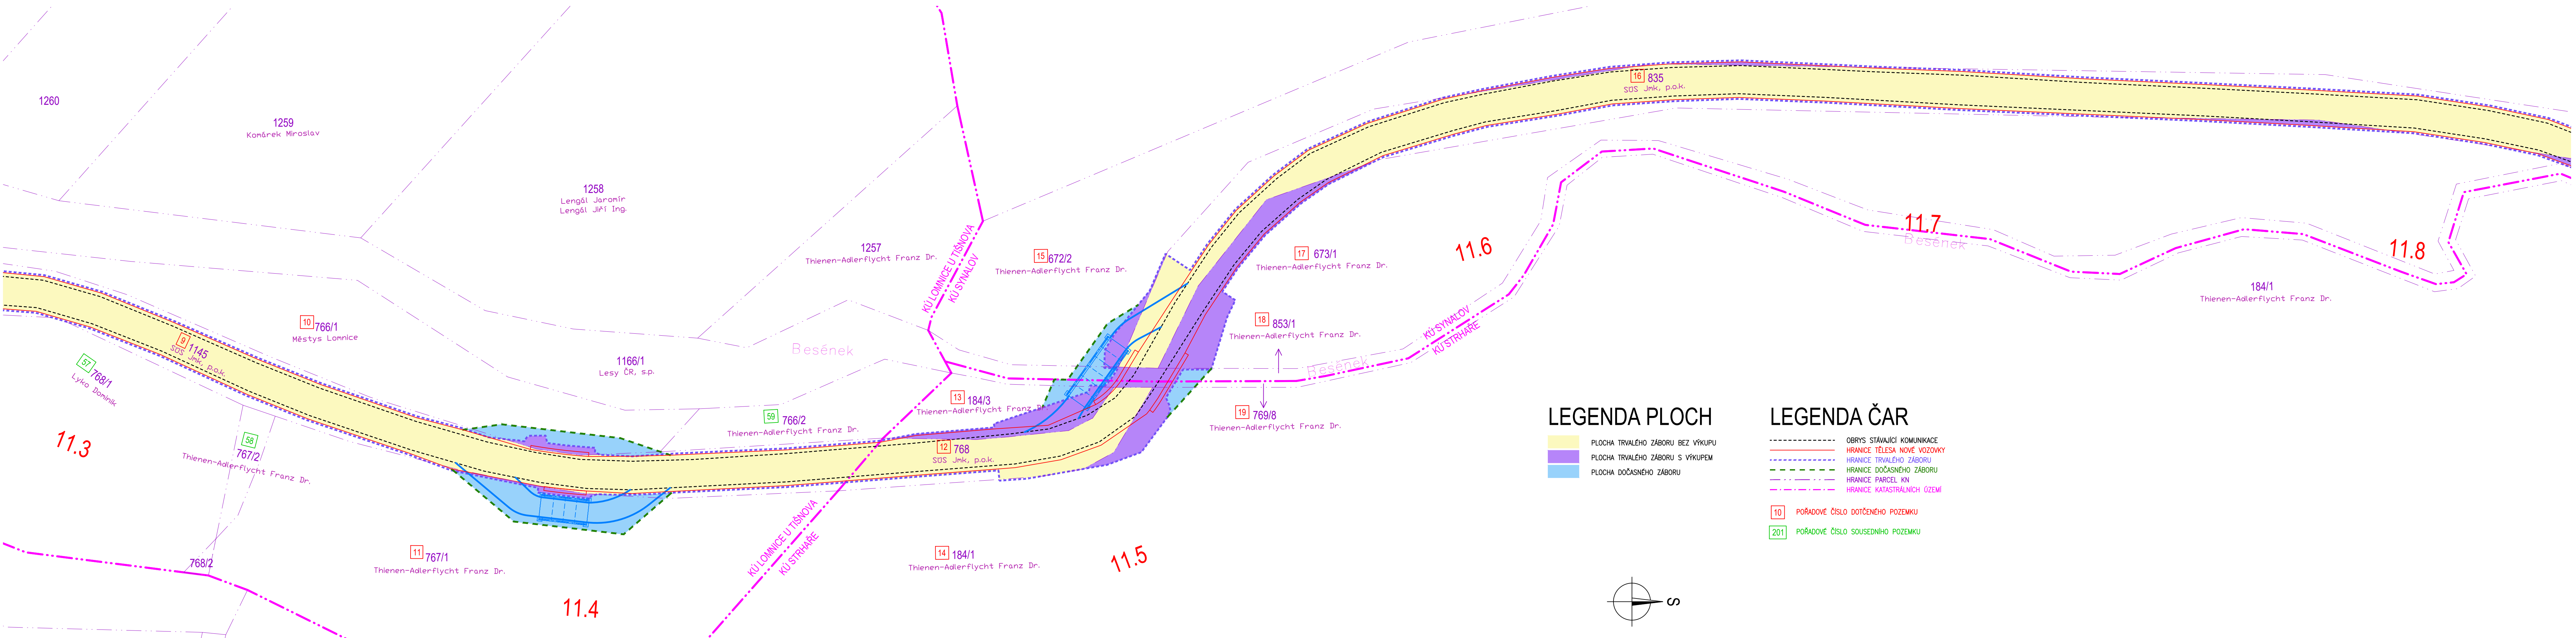 1260
1259
Komárek Miroslav
1258
Lengál Jaromír
Lengál Jiří Ing.
1257
Thienen-Adlerflycht Franz Dr.
KÚ LOMNICE U TIŠNOVA
KÚ SYNALOV
15 672/2
Thienen-Adlerflycht Franz Dr.
17 673/1
Thienen-Adlerflycht Franz Dr.
16 835
SÚS Jmk, p.o.k.
11.6
11.7
Besének
11.8
184/1
Thienen-Adlerflycht Franz Dr.
10 766/1
Městys Lomnice
9 1145
SÚS Jmk, p.o.k.
57 768/1
Lyko Dominik
11.3
58
767/2
Thienen-Adlerflycht Franz Dr.
768/2
1166/1
Lesy ČR, s.p.
Besének
59 766/2
Thienen-Adlerflycht Franz Dr.
13 184/3
Thienen-Adlerflycht Franz Dr.
12 768
SÚS Jmk, p.o.k.
18 853/1
Thienen-Adlerflycht Franz Dr.
Besének
KÚ SYNALOV
KÚ STRHAŘE
19 769/8
Thienen-Adlerflycht Franz Dr.
11 767/1
Thienen-Adlerflycht Franz Dr.
11.4
KÚ LOMNICE U TIŠNOVA
KÚ STRHAŘE
14 184/1
Thienen-Adlerflycht Franz Dr.
11.5
LEGENDA PLOCH
PLOCHA TRVALÉHO ZÁBORU BEZ VÝKUPU
PLOCHA TRVALÉHO ZÁBORU S VÝKUPEM
PLOCHA DOČASNÉHO ZÁBORU
LEGENDA ČAR
OBRYS STÁVAJÍCÍ KOMUNIKACE
HRANICE TĚLESA NOVÉ VOZOVKY
HRANICE TRVALÉHO ZÁBORU
HRANICE DOČASNÉHO ZÁBORU
HRANICE PARCEL KN
HRANICE KATASTRÁLNÍCH ÚZEMÍ
10 POŘADOVÉ ČÍSLO DOTČENÉHO POZEMKU
201 POŘADOVÉ ČÍSLO SOUSEDNÍHO POZEMKU
S